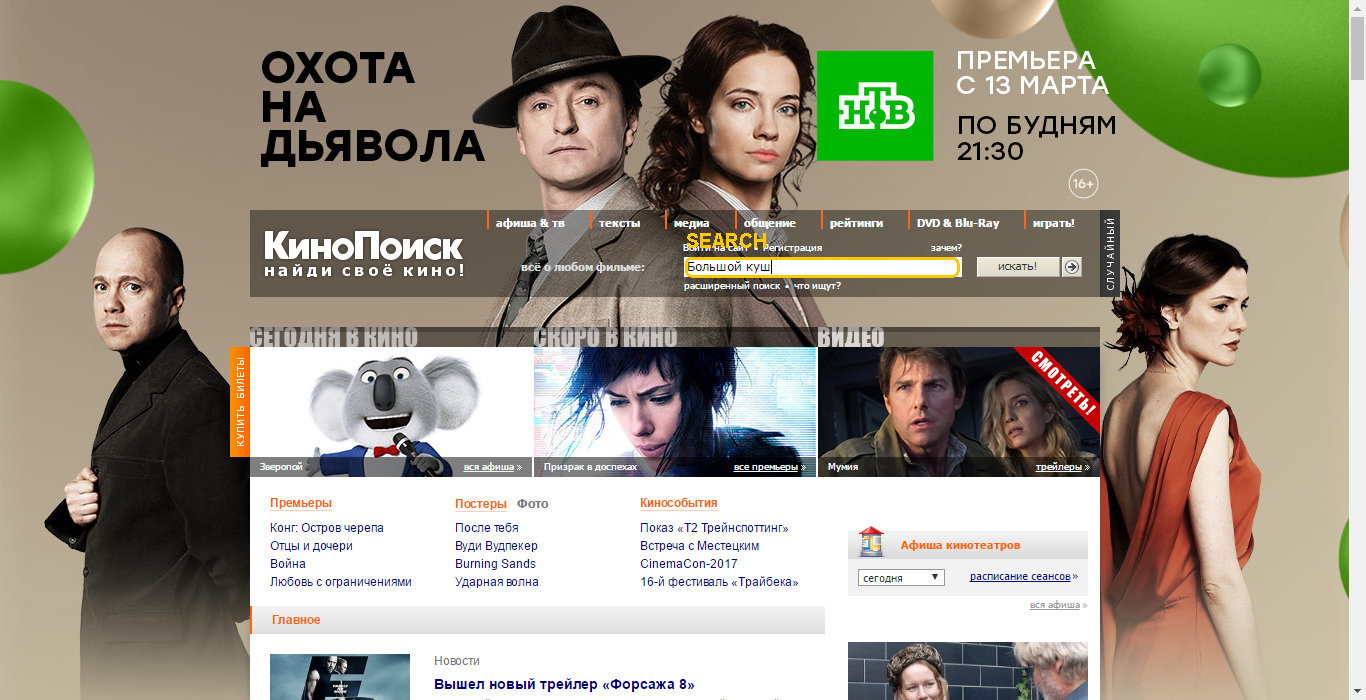 ОХОТА
НА
ДЬЯВОЛА
НТВ
ПРЕМЬЕРА
С 13 МАРТА
ПО БУДНЯМ
21:30
16+
афиша & тв
тексты
медиа
общение
рейтинги
DVD & Blu-Ray
играть!
КиноПоиск
найди своё кино!
SEARCH
Войти на сайт • Регистрация
зачем?
всё о любом фильме:
Большой куш
искать!
расширенный поиск • что ищут?
СЛУЧАЙНЫЙ
СЕГОДНЯ В КИНО
СКОРО В КИНО
ВИДЕО
КУПИТЬ БИЛЕТЫ
СМОТРЕТЬ!
Зверопой
вся афиша »
Призрак в доспехах
все премьеры »
Мумия
трейлеры »
Премьеры
Конг: Остров черепа
Отцы и дочери
Война
Любовь с ограничениями
Постеры Фото
После тебя
Вуди Вудпекер
Burning Sands
Ударная волна
Кинособытия
Показ «Т2 Трейнспоттинг»
Встреча с Местецким
CinemaCon-2017
16-й фестиваль «Трайбека»
Афиша кинотеатров
сегодня
расписание сеансов »
вся афиша »
Главное
Новости
Вышел новый трейлер «Форсажа 8»